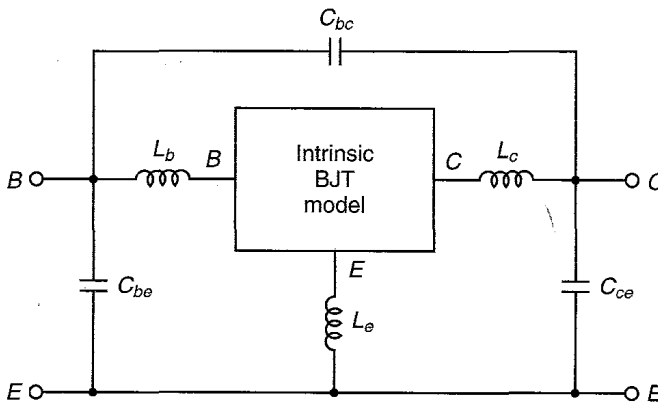 C_bc
L_b
B
Intrinsic
BJT
model
C
L_c
B
C
E
C_be
L_e
C_ce
E
E